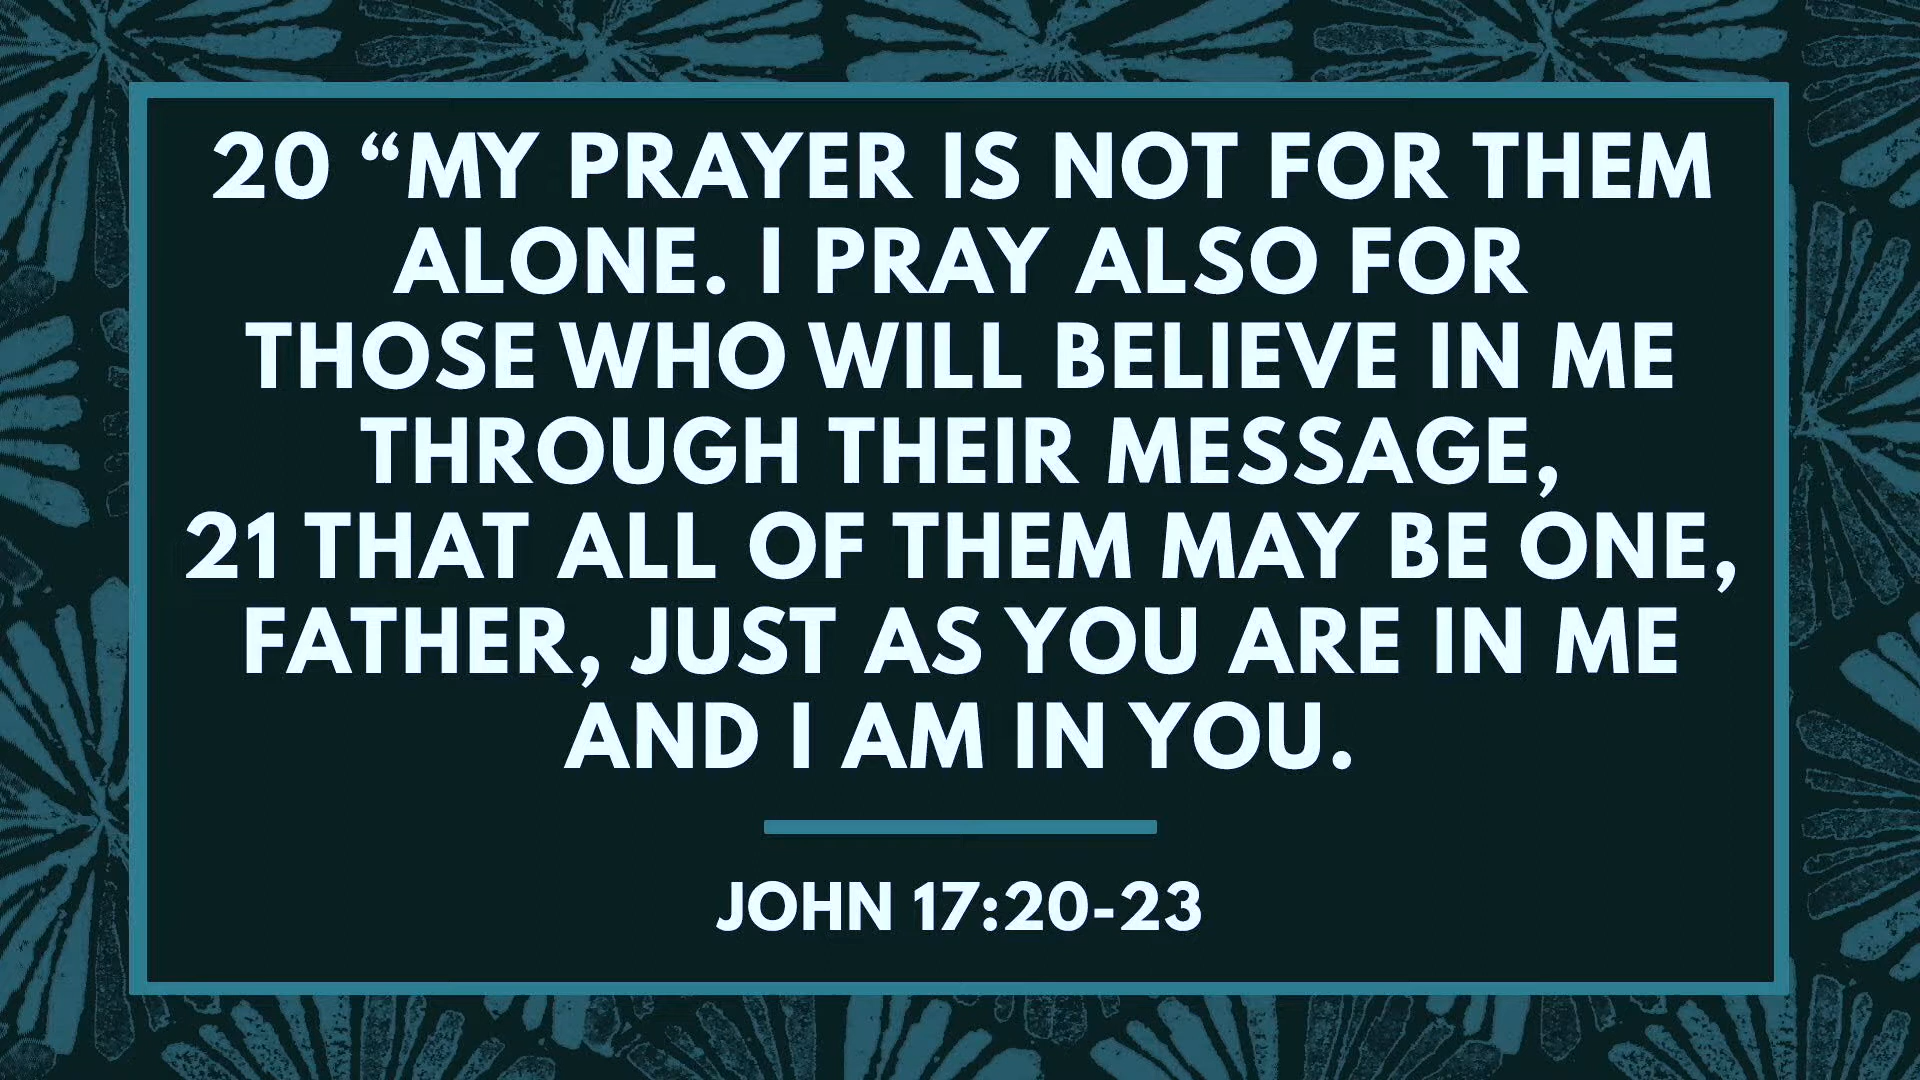 20 “MY PRAYER IS NOT FOR THEM
ALONE. I PRAY ALSO FOR
THOSE WHO WILL BELIEVE IN ME
THROUGH THEIR MESSAGE,
21 THAT ALL OF THEM MAY BE ONE,
FATHER, JUST AS YOU ARE IN ME
AND I AM IN YOU.
JOHN 17:20-23